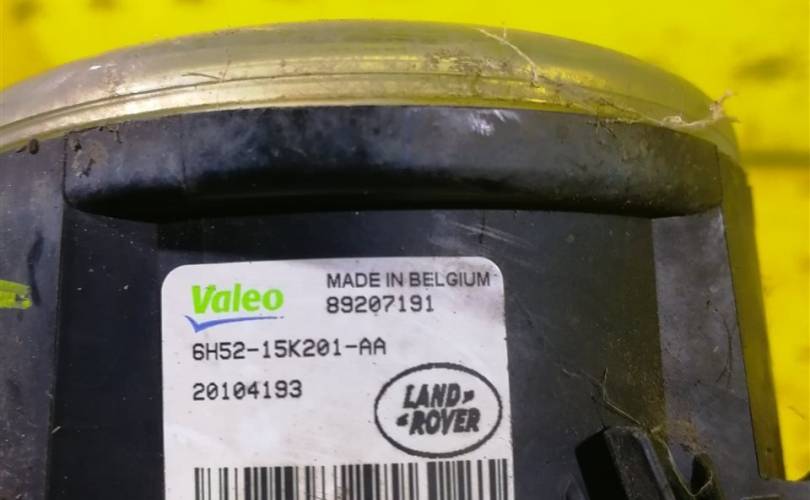 Valeo MADE IN BELGIUM
89207191
6H52-15K201-AA
20104193
LAND
ROVER